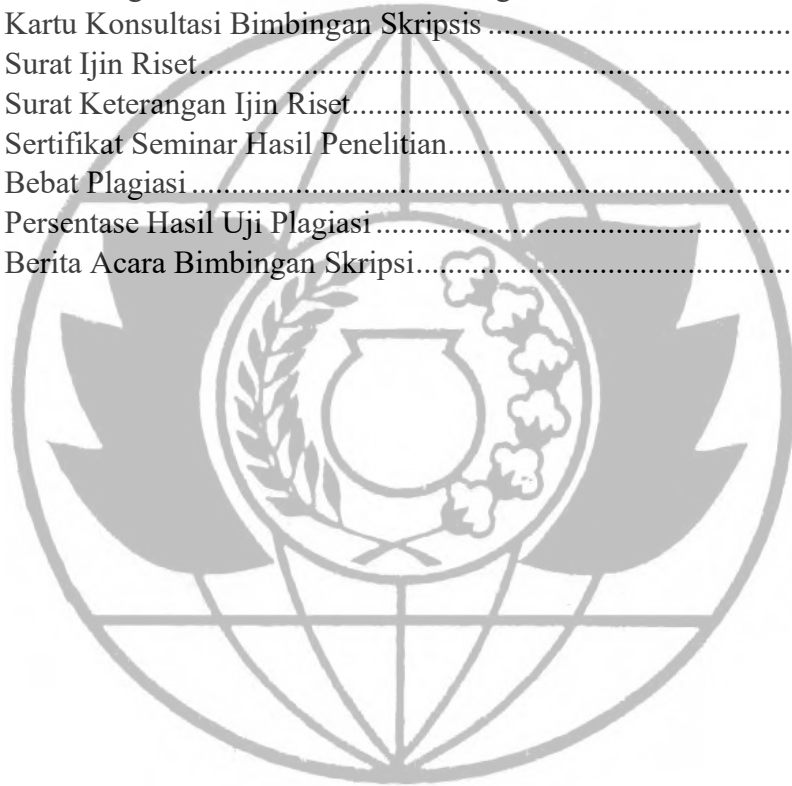 Kartu Konsultasi Bimbingan Skripsis ......................................
Surat Ijin Riset..........................................................................
Surat Keterangan Ijin Riset.......................................................
Sertifikat Seminar Hasil Penelitian...........................................
Bebat Plagiasi ...........................................................................
Persentase Hasil Uji Plagiasi ....................................................
Berita Acara Bimbingan Skripsi...............................................